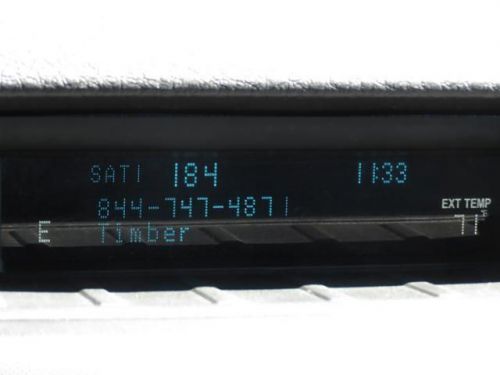 SAT1 184 11:33
844-747-4871
EXT TEMP
E Timber 71°F